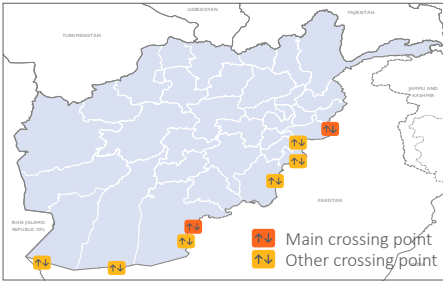 UZBEKISTAN
TAJIKISTAN
TURKMENISTAN
JAMMU AND
KASHMIR
PAKISTAN
IRAN (ISLAMIC
REPUBLIC OF)
Main crossing point
Other crossing point